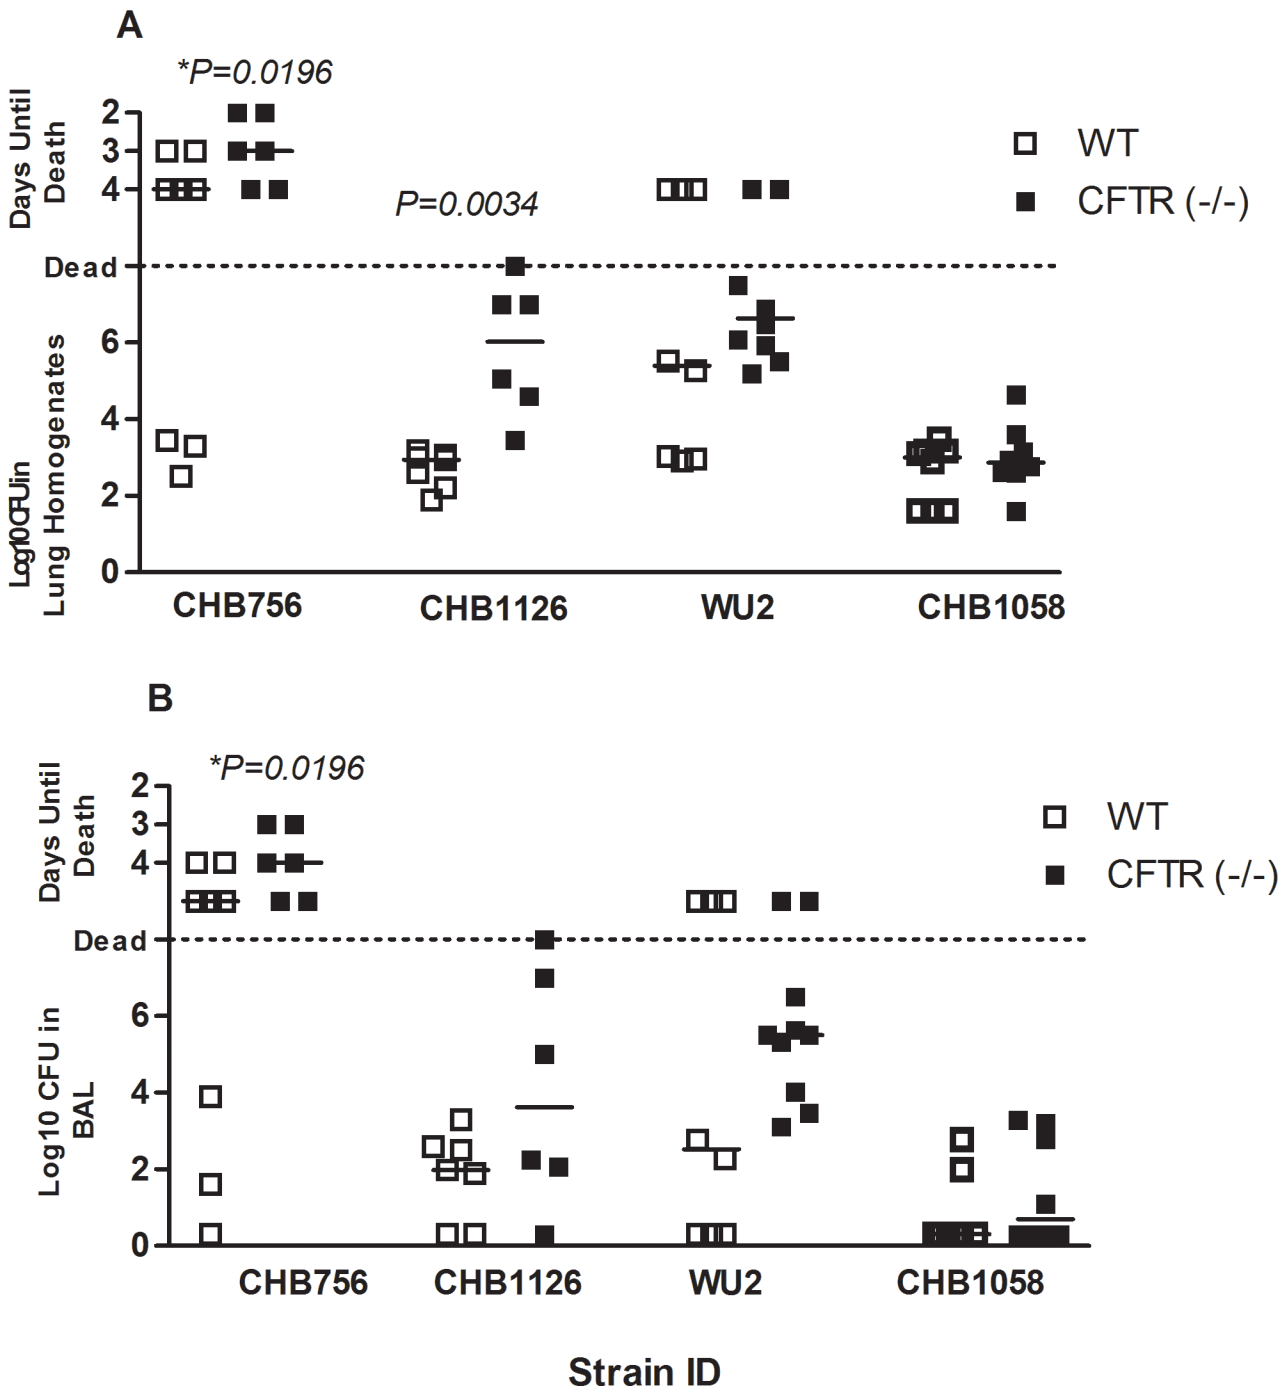 A
*P=0.0196
Days Until
Death
2
3
4
WT
CFTR (-/-)
P=0.0034
Dead
Log10CFUin
Lung Homogenates
6
4
2
0
CHB756 CHB1126 WU2 CHB1058
B
*P=0.0196
Days Until
Death
2
3
4
WT
CFTR (-/-)
Dead
Log10 CFU in
BAL
6
4
2
0
CHB756 CHB1126 WU2 CHB1058
Strain ID